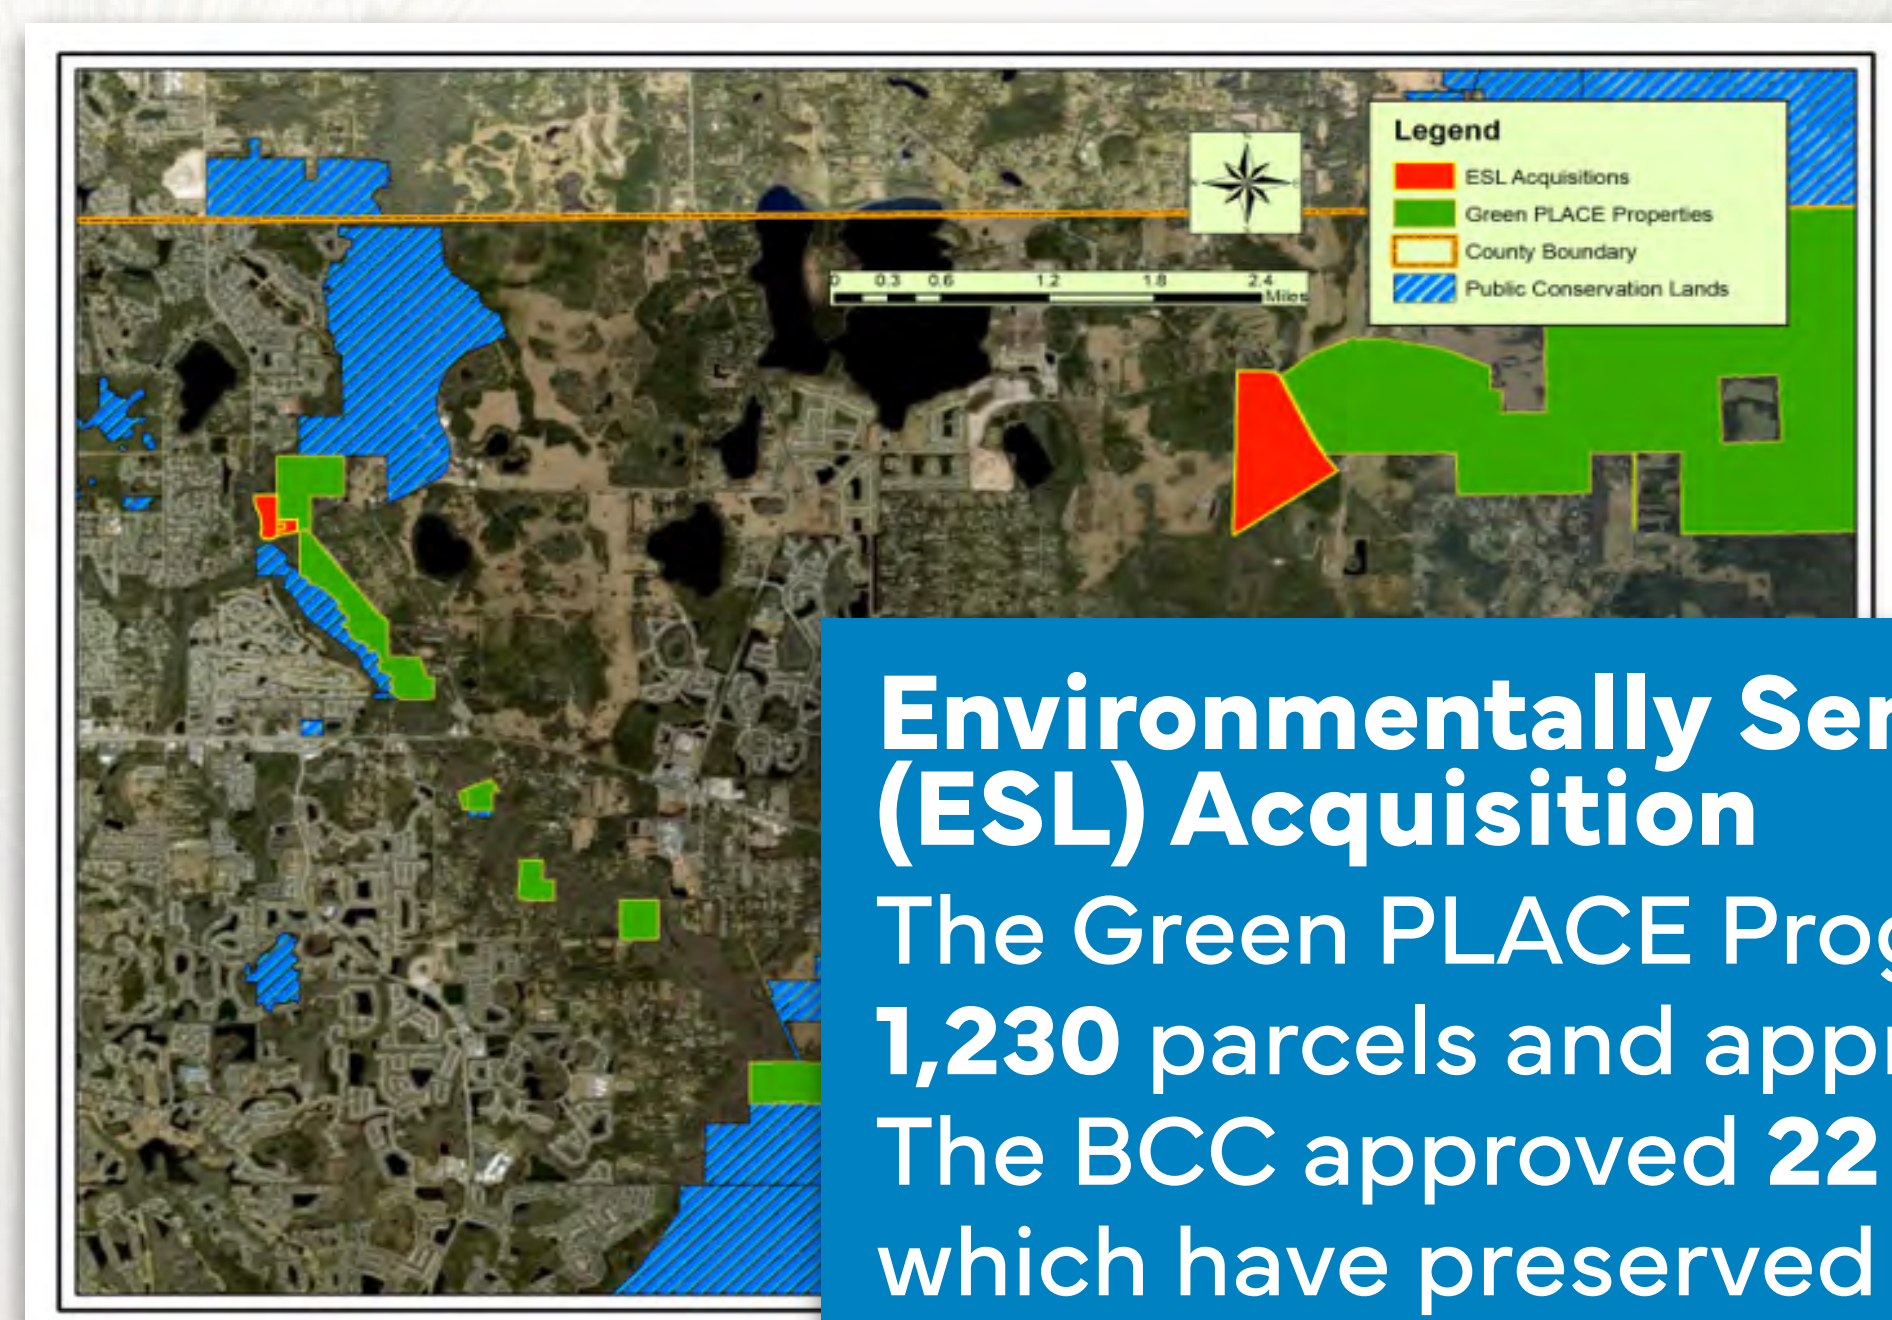 Legend
ESL Acquisitions
Green PLACE Properties
County Boundary
Public Conservation Lands
0 0.3 0.6 1.2 1.8 2.4
Miles
Environmentally Sen
(ESL) Acquisition
The Green PLACE Prog
1,230 parcels and appr
The BCC approved 22
which have preserved